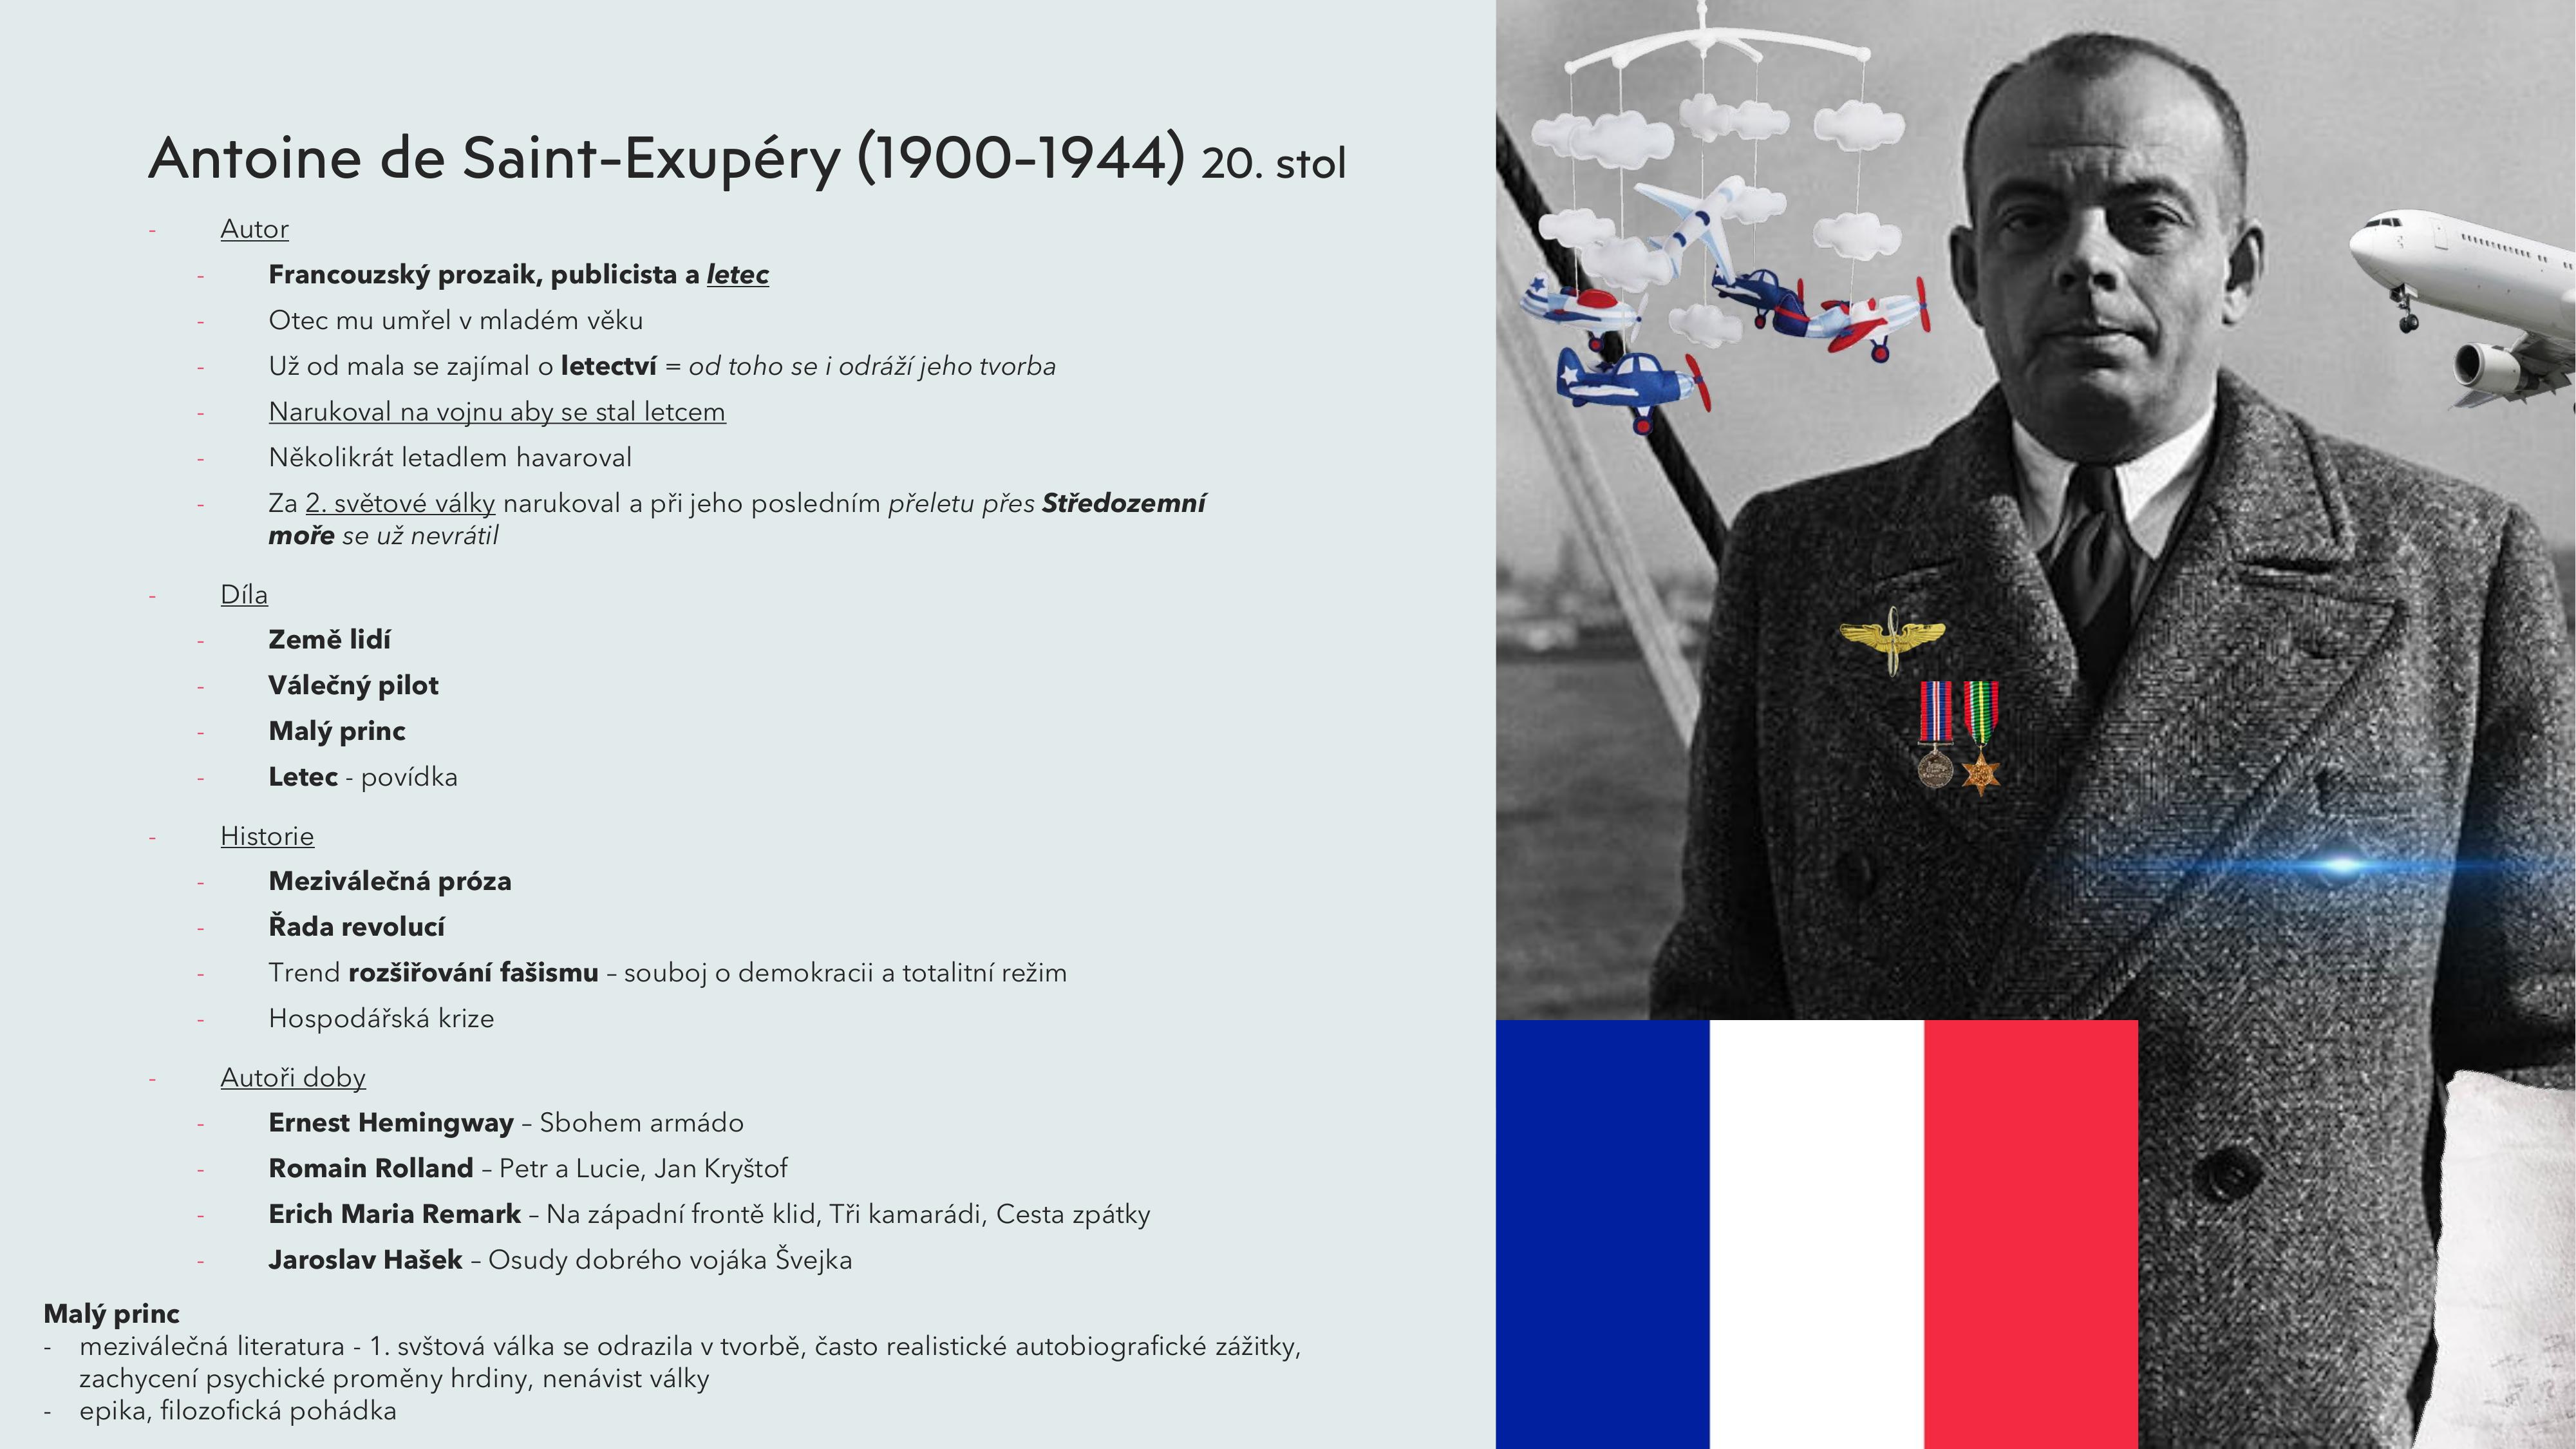 Antoine de Saint-Exupéry (1900-1944) 20. stol
- Autor
- Francouzský prozaik, publicista a letec
- Otec mu umřel v mladém věku
- Už od mala se zajímal o letectví = od toho se i odráží jeho tvorba
- Narukoval na vojnu aby se stal letcem
- Několikrát letadlem havaroval
- Za 2. světové války narukoval a při jeho posledním přeletu přes Středozemní
moře se už nevrátil
- Díla
- Země lidí
- Válečný pilot
- Malý princ
- Letec - povídka
- Historie
- Meziválečná próza
- Řada revolucí
- Trend rozšiřování fašismu – souboj o demokracii a totalitní režim
- Hospodářská krize
- Autoři doby
- Ernest Hemingway – Sbohem armádo
- Romain Rolland – Petr a Lucie, Jan Kryštof
- Erich Maria Remark – Na západní frontě klid, Tři kamarádi, Cesta zpátky
- Jaroslav Hašek – Osudy dobrého vojáka Švejka
Malý princ
- meziválečná literatura - 1. svštová válka se odrazila v tvorbě, často realistické autobiografické zážitky,
zachycení psychické proměny hrdiny, nenávist války
- epika, filozofická pohádka